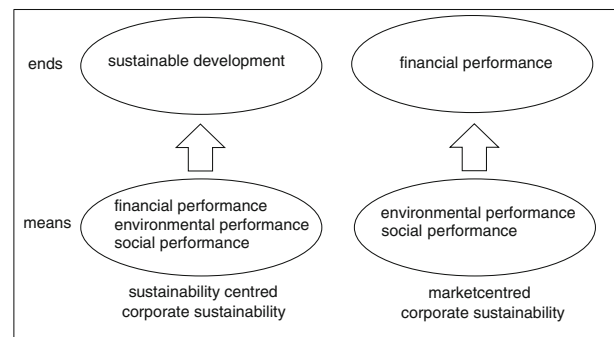 ends
sustainable development
financial performance
means
financial performance
environmental performance
social performance
environmental performance
social performance
sustainability centred
corporate sustainability
marketcentred
corporate sustainability